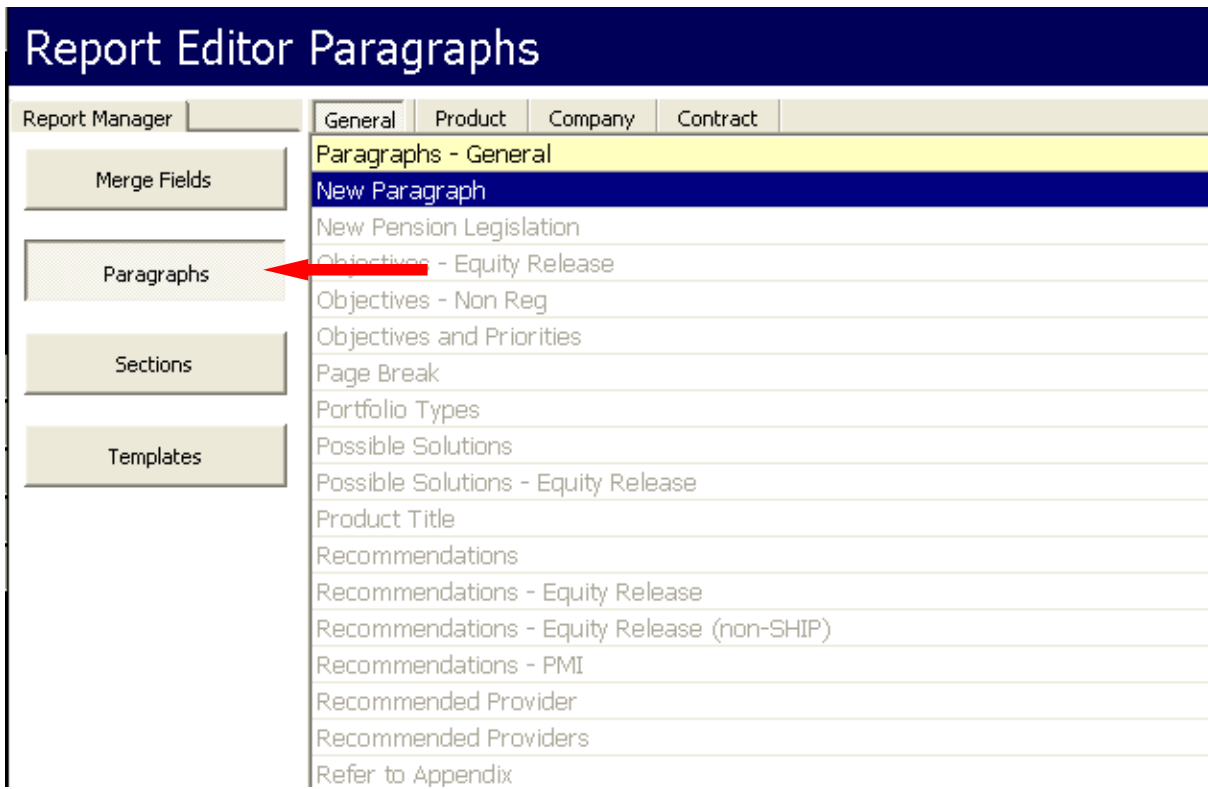 Report Editor Paragraphs
Report Manager
General Product Company Contract
Merge Fields
Paragraphs
Sections
Templates
Paragraphs - General
New Paragraph
New Pension Legislation
Objectives - Equity Release
Objectives - Non Reg
Objectives and Priorities
Page Break
Portfolio Types
Possible Solutions
Possible Solutions - Equity Release
Product Title
Recommendations
Recommendations - Equity Release
Recommendations - Equity Release (non-SHIP)
Recommendations - PMI
Recommended Provider
Recommended Providers
Refer to Appendix